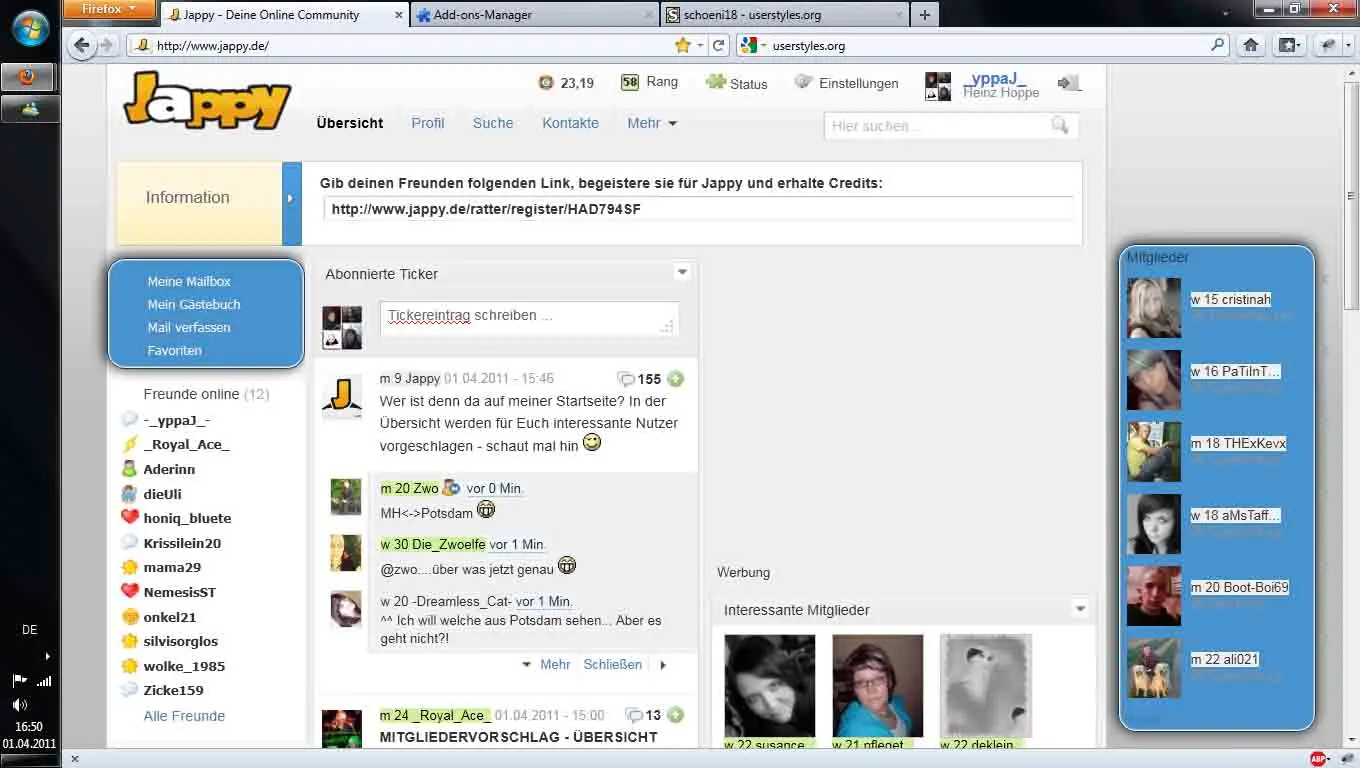 Firefox
Jappy - Deine Online Community
Add-ons-Manager
schoeni18 - userstyles.org
http://www.jappy.de/
userstyles.org
Jappy
23,19
58 Rang
Status
Einstellungen
_yppaJ_
Heinz Hoppe
Übersicht
Profil
Suche
Kontakte
Mehr
Hier suchen ...
Information
Gib deinen Freunden folgenden Link, begeistere sie für Jappy und erhalte Credits:
http://www.jappy.de/ratter/register/HAD794SF
Meine Mailbox
Mein Gästebuch
Mail verfassen
Favoriten
Freunde online (12)
-_yppaJ_-
_Royal_Ace_
Aderinn
dieUli
honiq_bluete
Krissilein20
mama29
NemesisST
onkel21
silvisorglos
wolke_1985
Zicke159
Alle Freunde
Abonnierte Ticker
Tickereintrag schreiben ...
m 9 Jappy 01.04.2011 - 15:46
155
Wer ist denn da auf meiner Startseite? In der
Übersicht werden für Euch interessante Nutzer
vorgeschlagen - schaut mal hin
m 20 Zwo vor 0 Min.
MH<->Potsdam
w 30 Die_Zwoelfe vor 1 Min.
@zwo....über was jetzt genau
w 20 -Dreamless_Cat- vor 1 Min.
^^ Ich will welche aus Potsdam sehen... Aber es
geht nicht?!
Mehr
Schließen
m 24 _Royal_Ace_ 01.04.2011 - 15:00
13
MITGLIEDERVORSCHLAG - ÜBERSICHT
Werbung
Interessante Mitglieder
w 22 susance
w 21 pfleget
w 22 deklein
Mitglieder
w 15 cristinah
w 16 PaTiInT...
m 18 THExKevx
w 18 aMsTaff...
m 20 Boot-Boi69
m 22 ali021
DE
16:50
01.04.2011
ABP